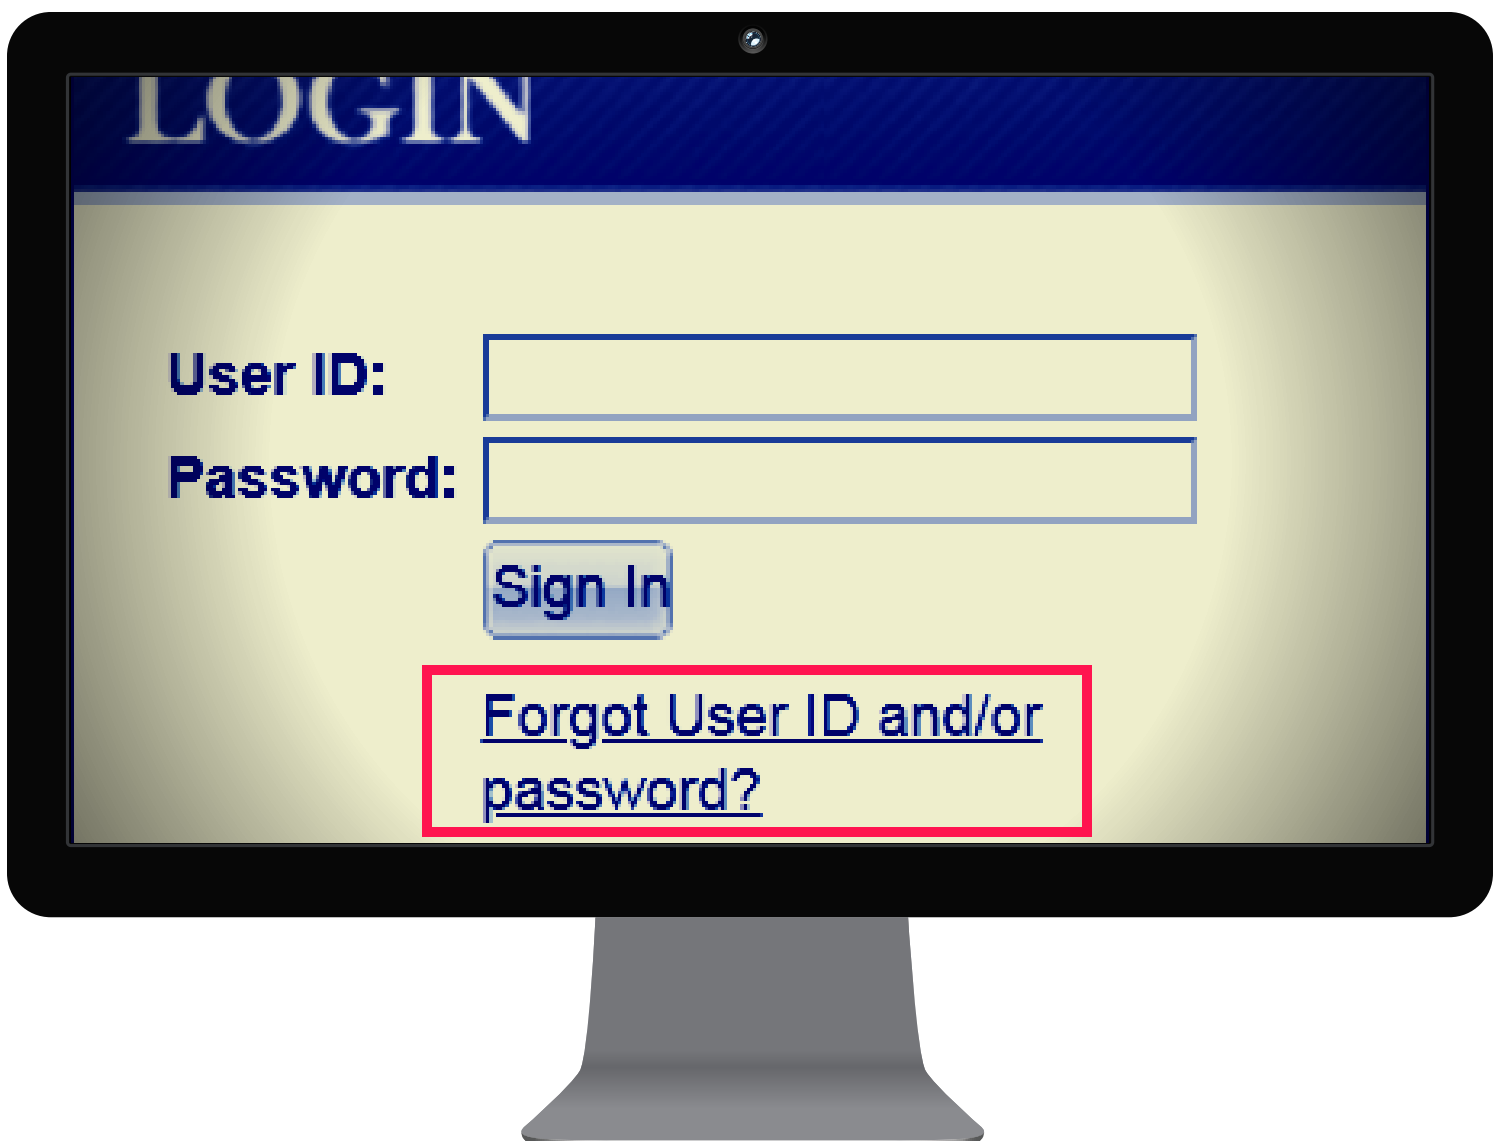 LOGIN
User ID:
Password:
Sign In
Forgot User ID and/or
password?